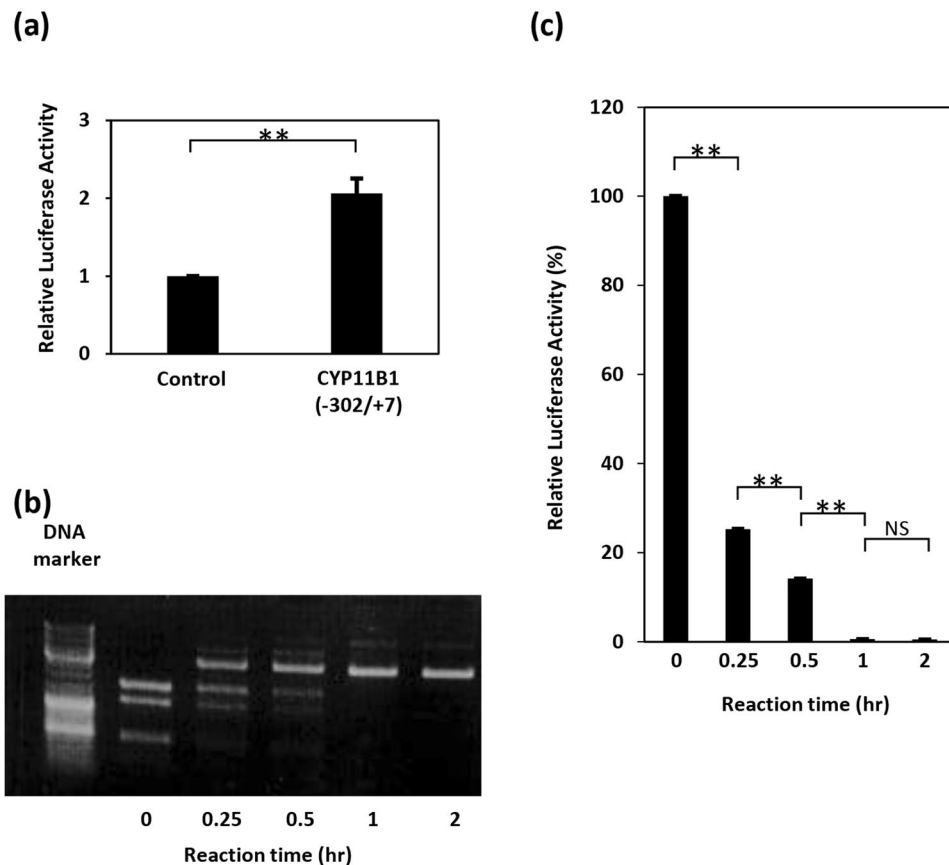 (a)
Relative Luciferase Activity
3
2
1
0
**
Control
CYP11B1
(-302/+7)
(b)
DNA
marker
0
0.25
0.5
1
2
Reaction time (hr)
(c)
Relative Luciferase Activity (%)
120
100
80
60
40
20
0
**
**
**
NS
0
0.25
0.5
1
2
Reaction time (hr)